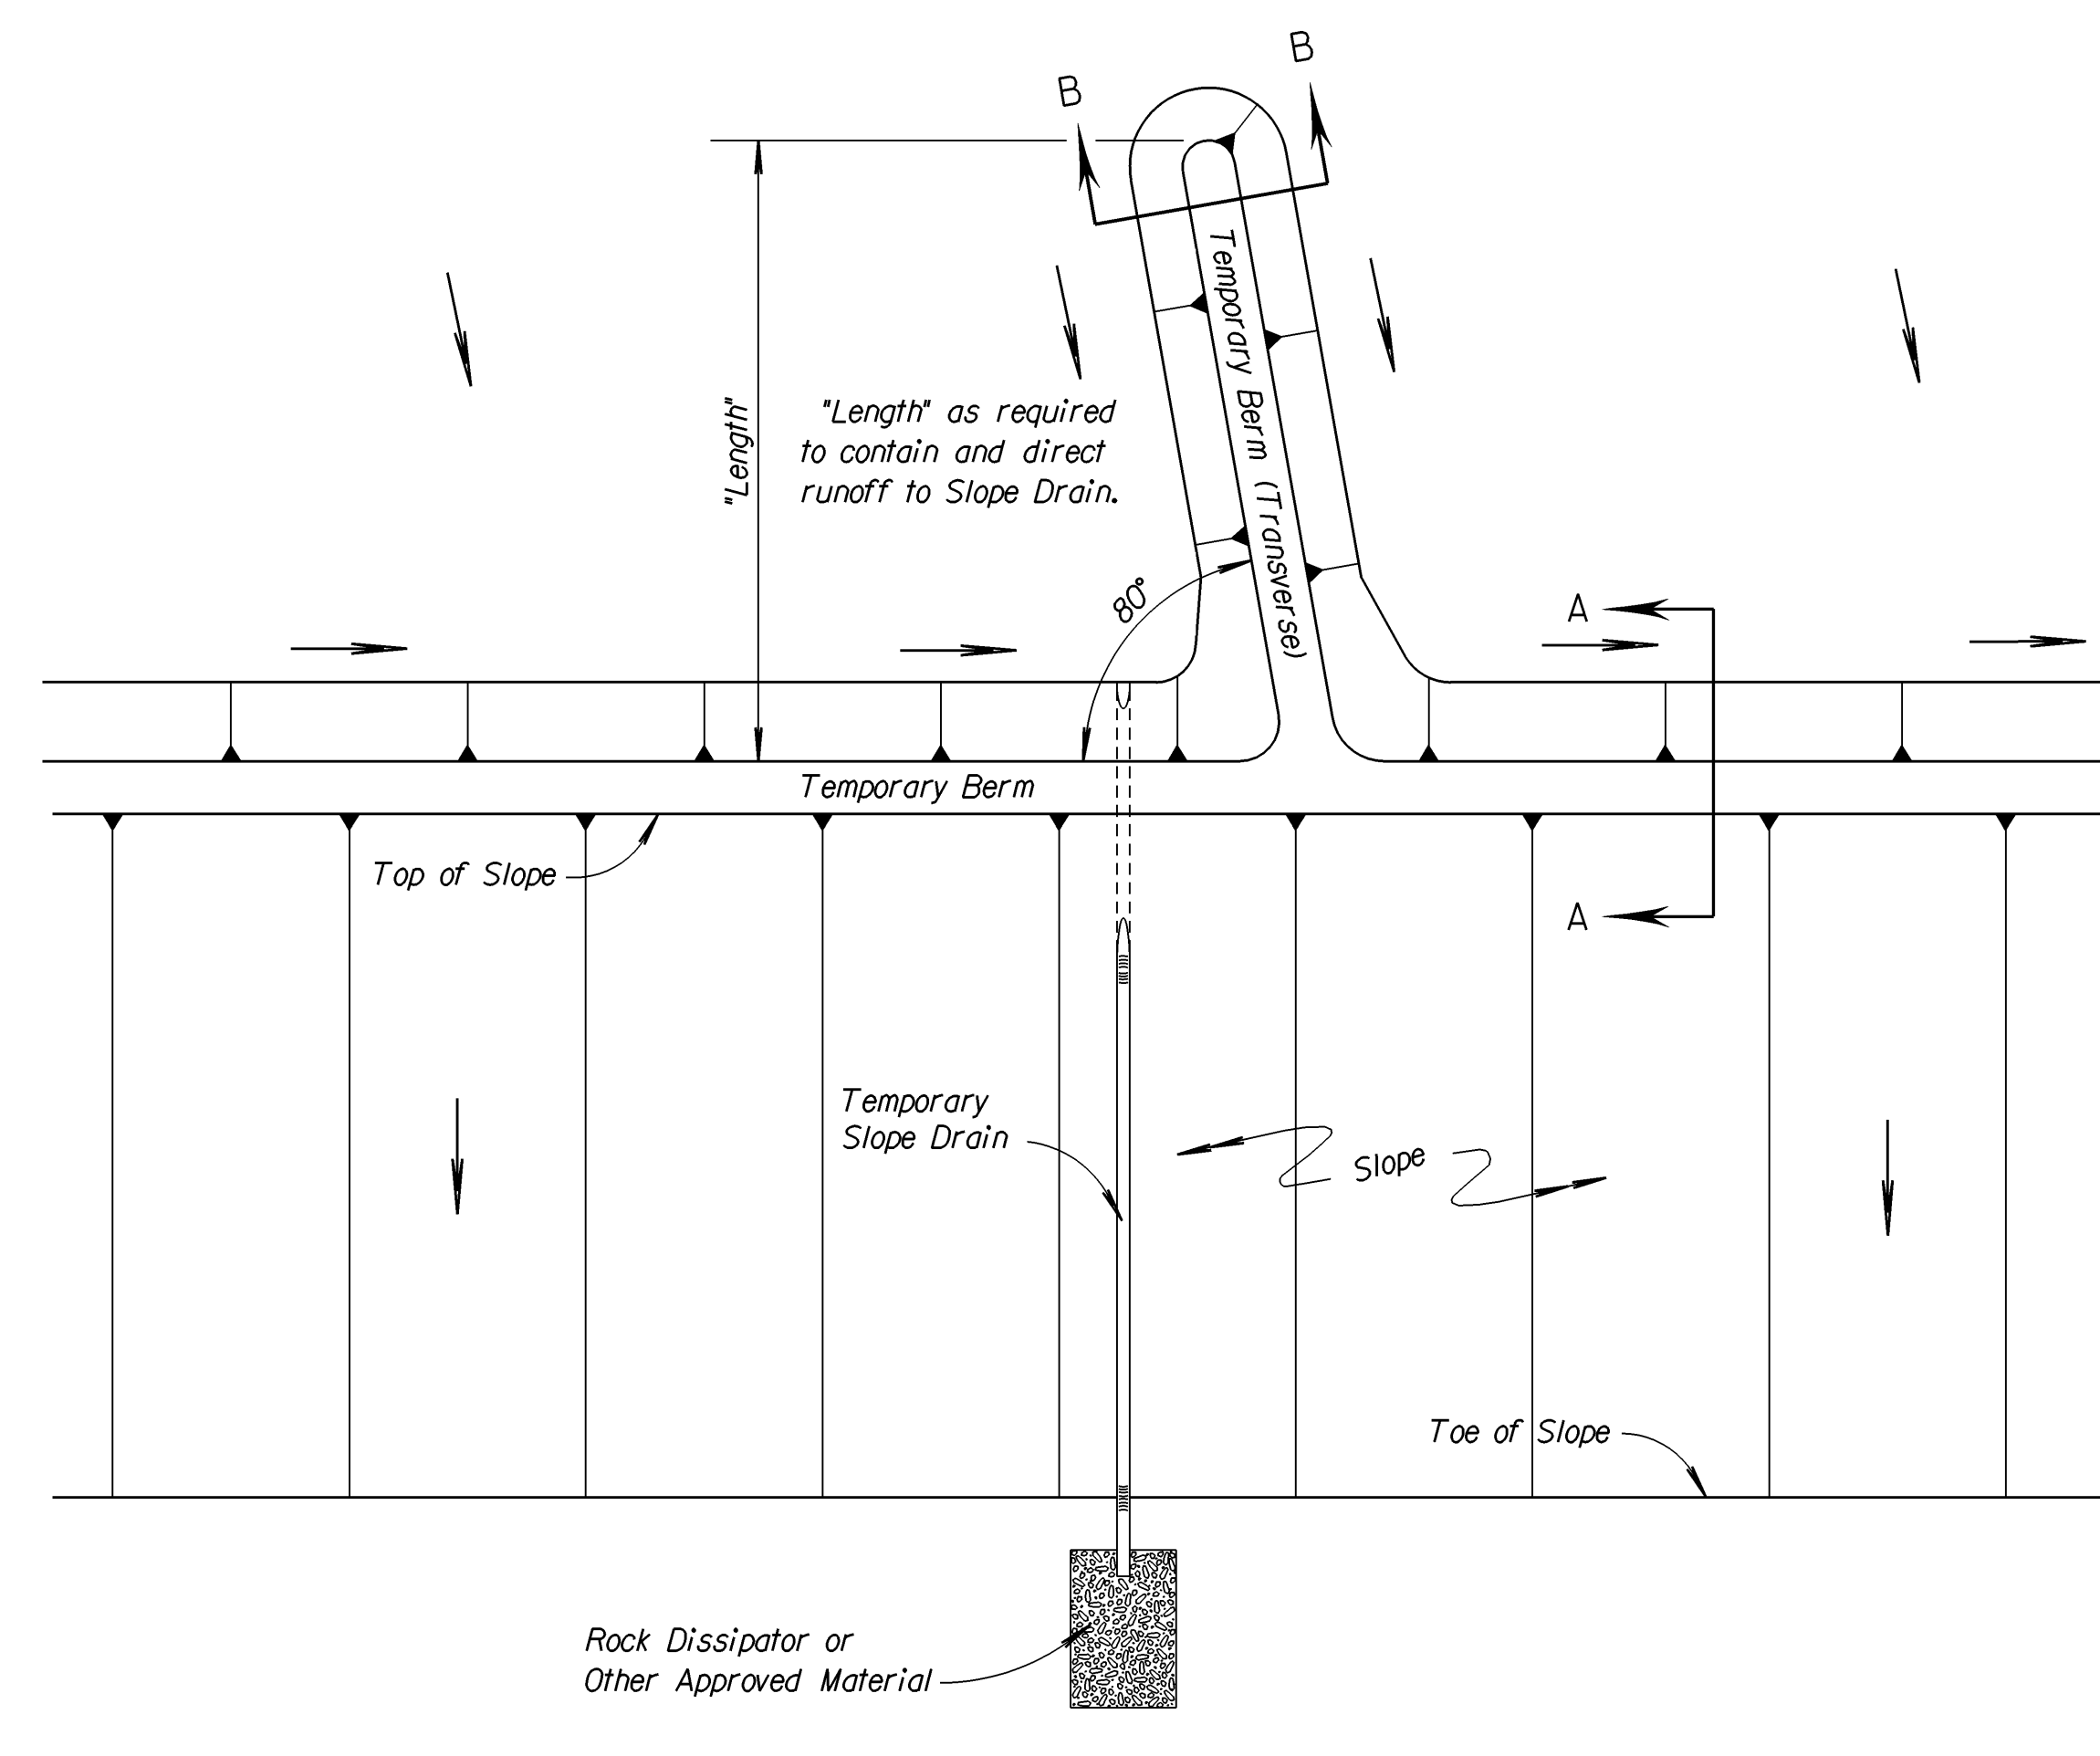 B
B
"Length"
"Length" as required
to contain and direct
runoff to Slope Drain.
Temporary Berm (Transverse)
80°
A
Temporary Berm
Top of Slope
A
Temporary
Slope Drain
Slope
Toe of Slope
Rock Dissipator or
Other Approved Material